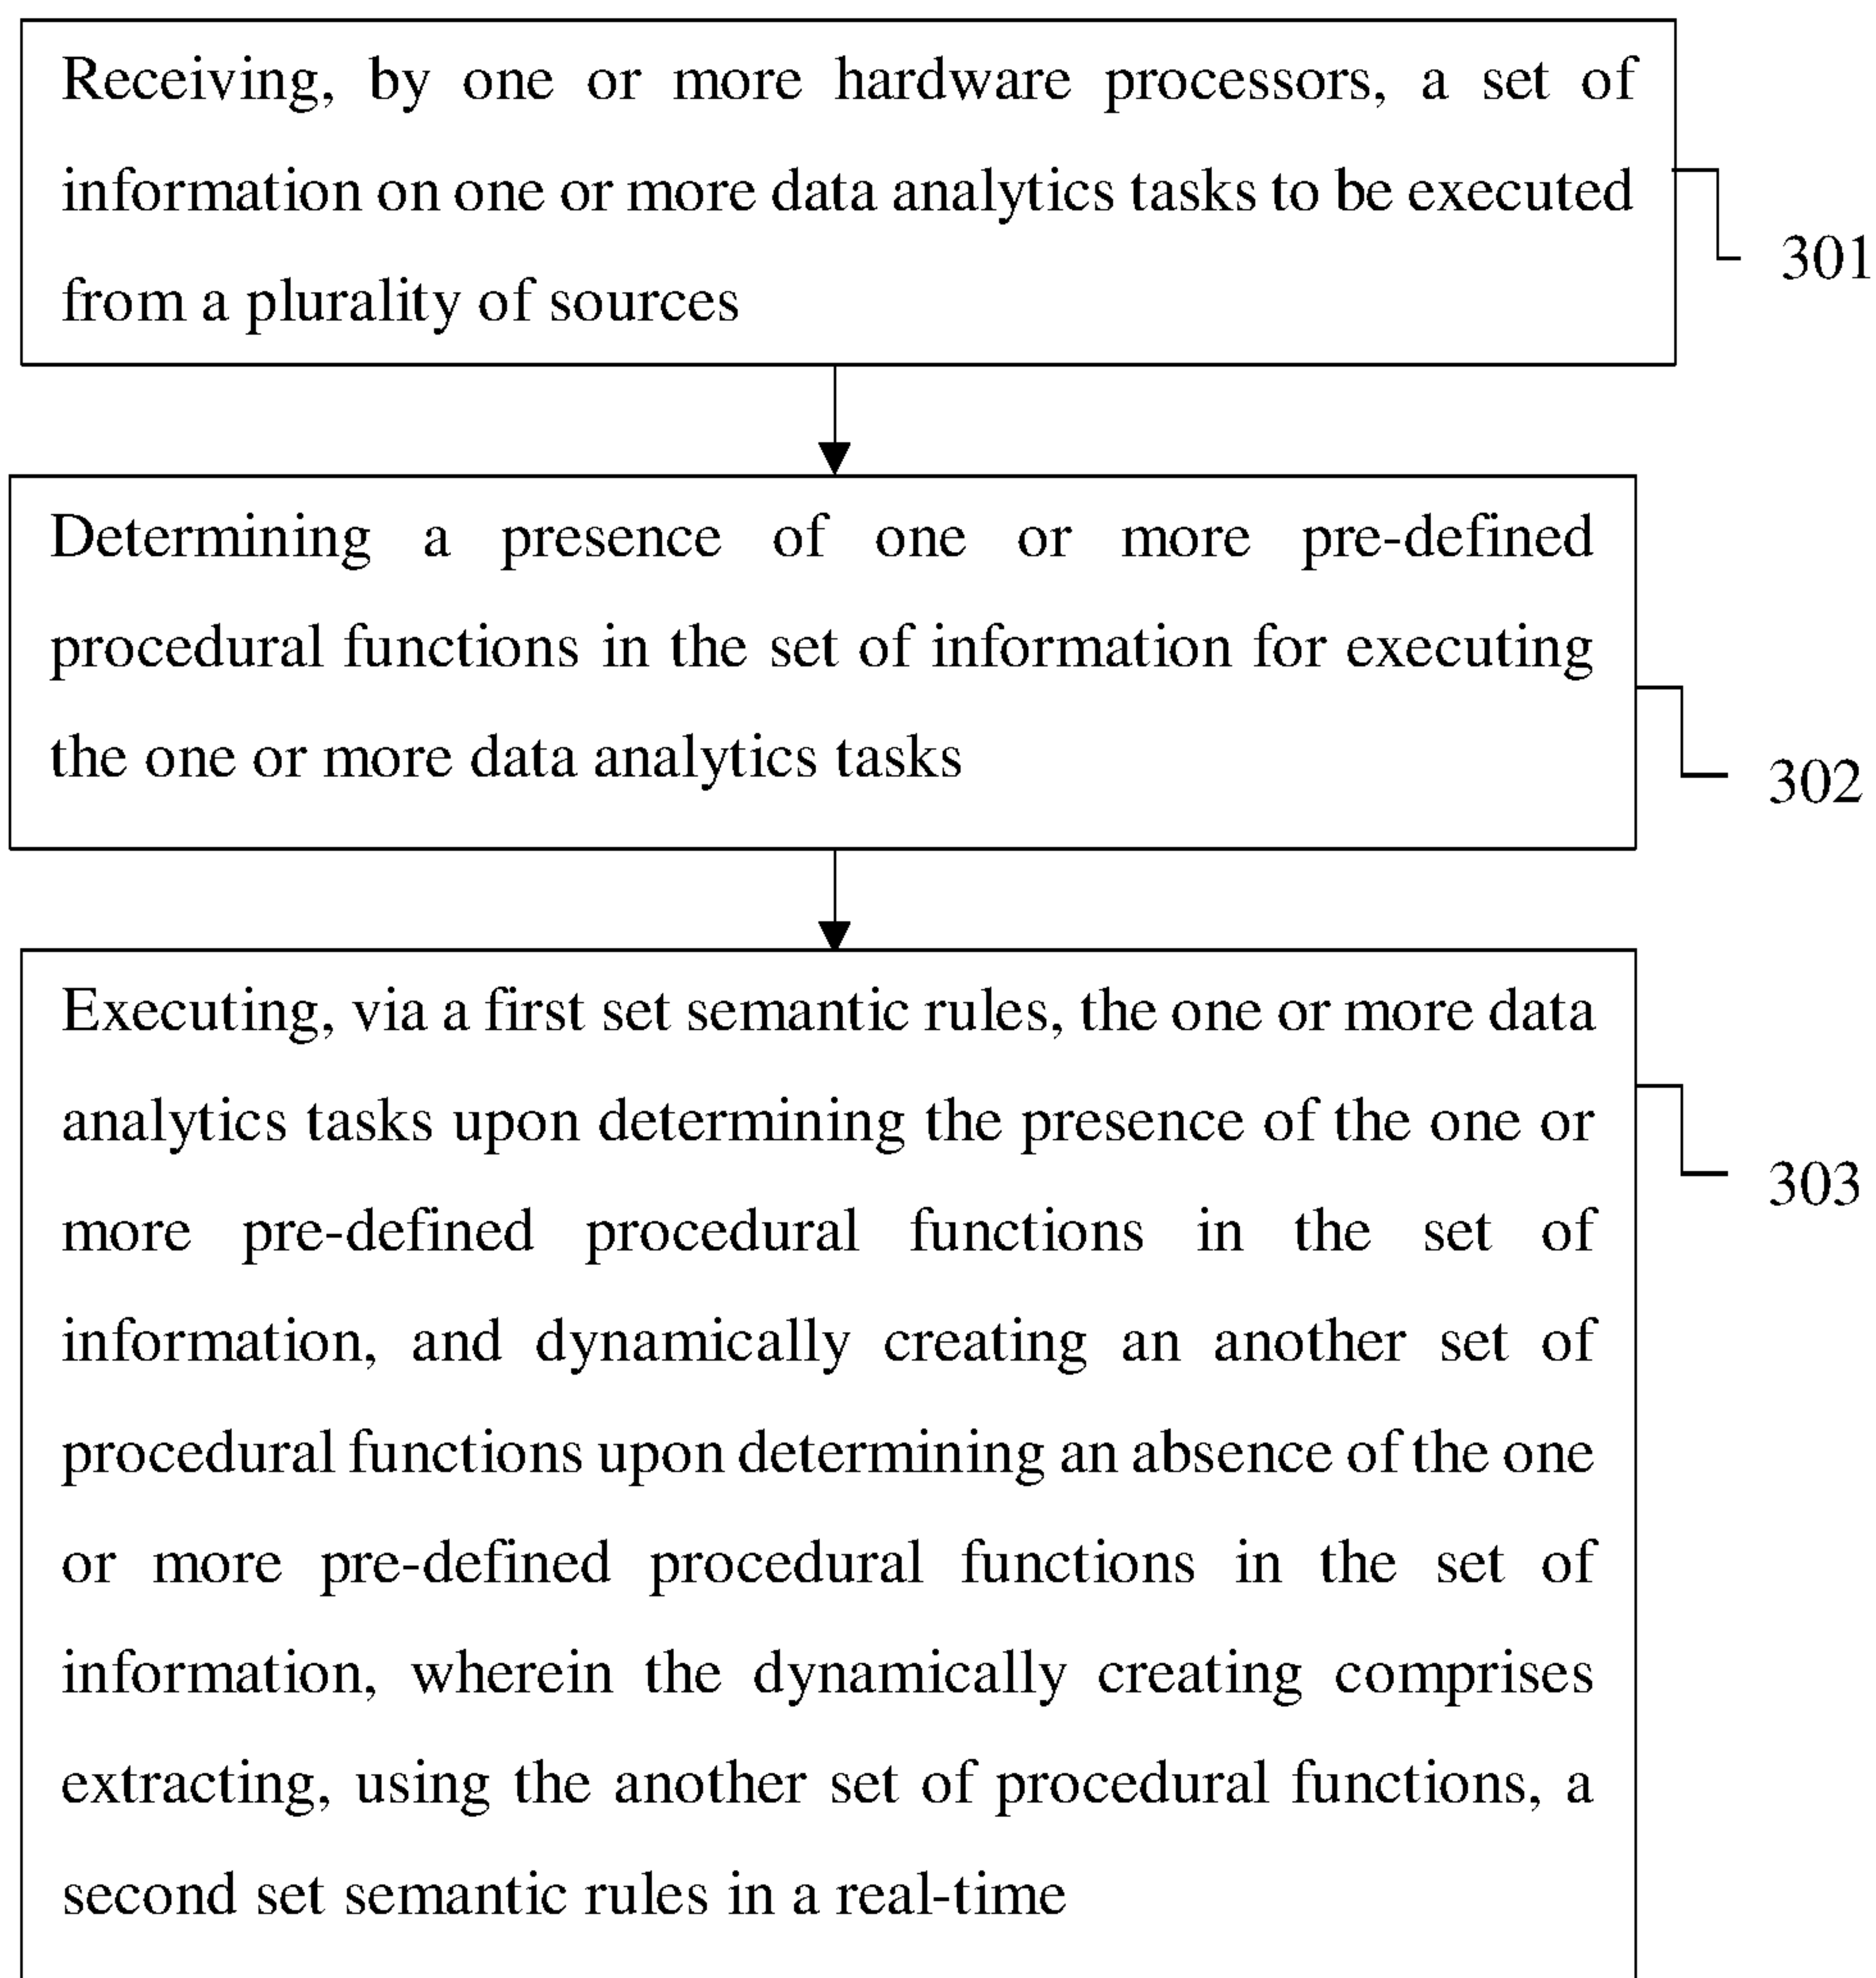 Receiving, by one or more hardware processors, a set of
information on one or more data analytics tasks to be executed
from a plurality of sources
301
Determining a presence of one or more pre-defined
procedural functions in the set of information for executing
the one or more data analytics tasks
302
Executing, via a first set semantic rules, the one or more data
analytics tasks upon determining the presence of the one or
more pre-defined procedural functions in the set of
information, and dynamically creating an another set of
procedural functions upon determining an absence of the one
or more pre-defined procedural functions in the set of
information, wherein the dynamically creating comprises
extracting, using the another set of procedural functions, a
second set semantic rules in a real-time
303